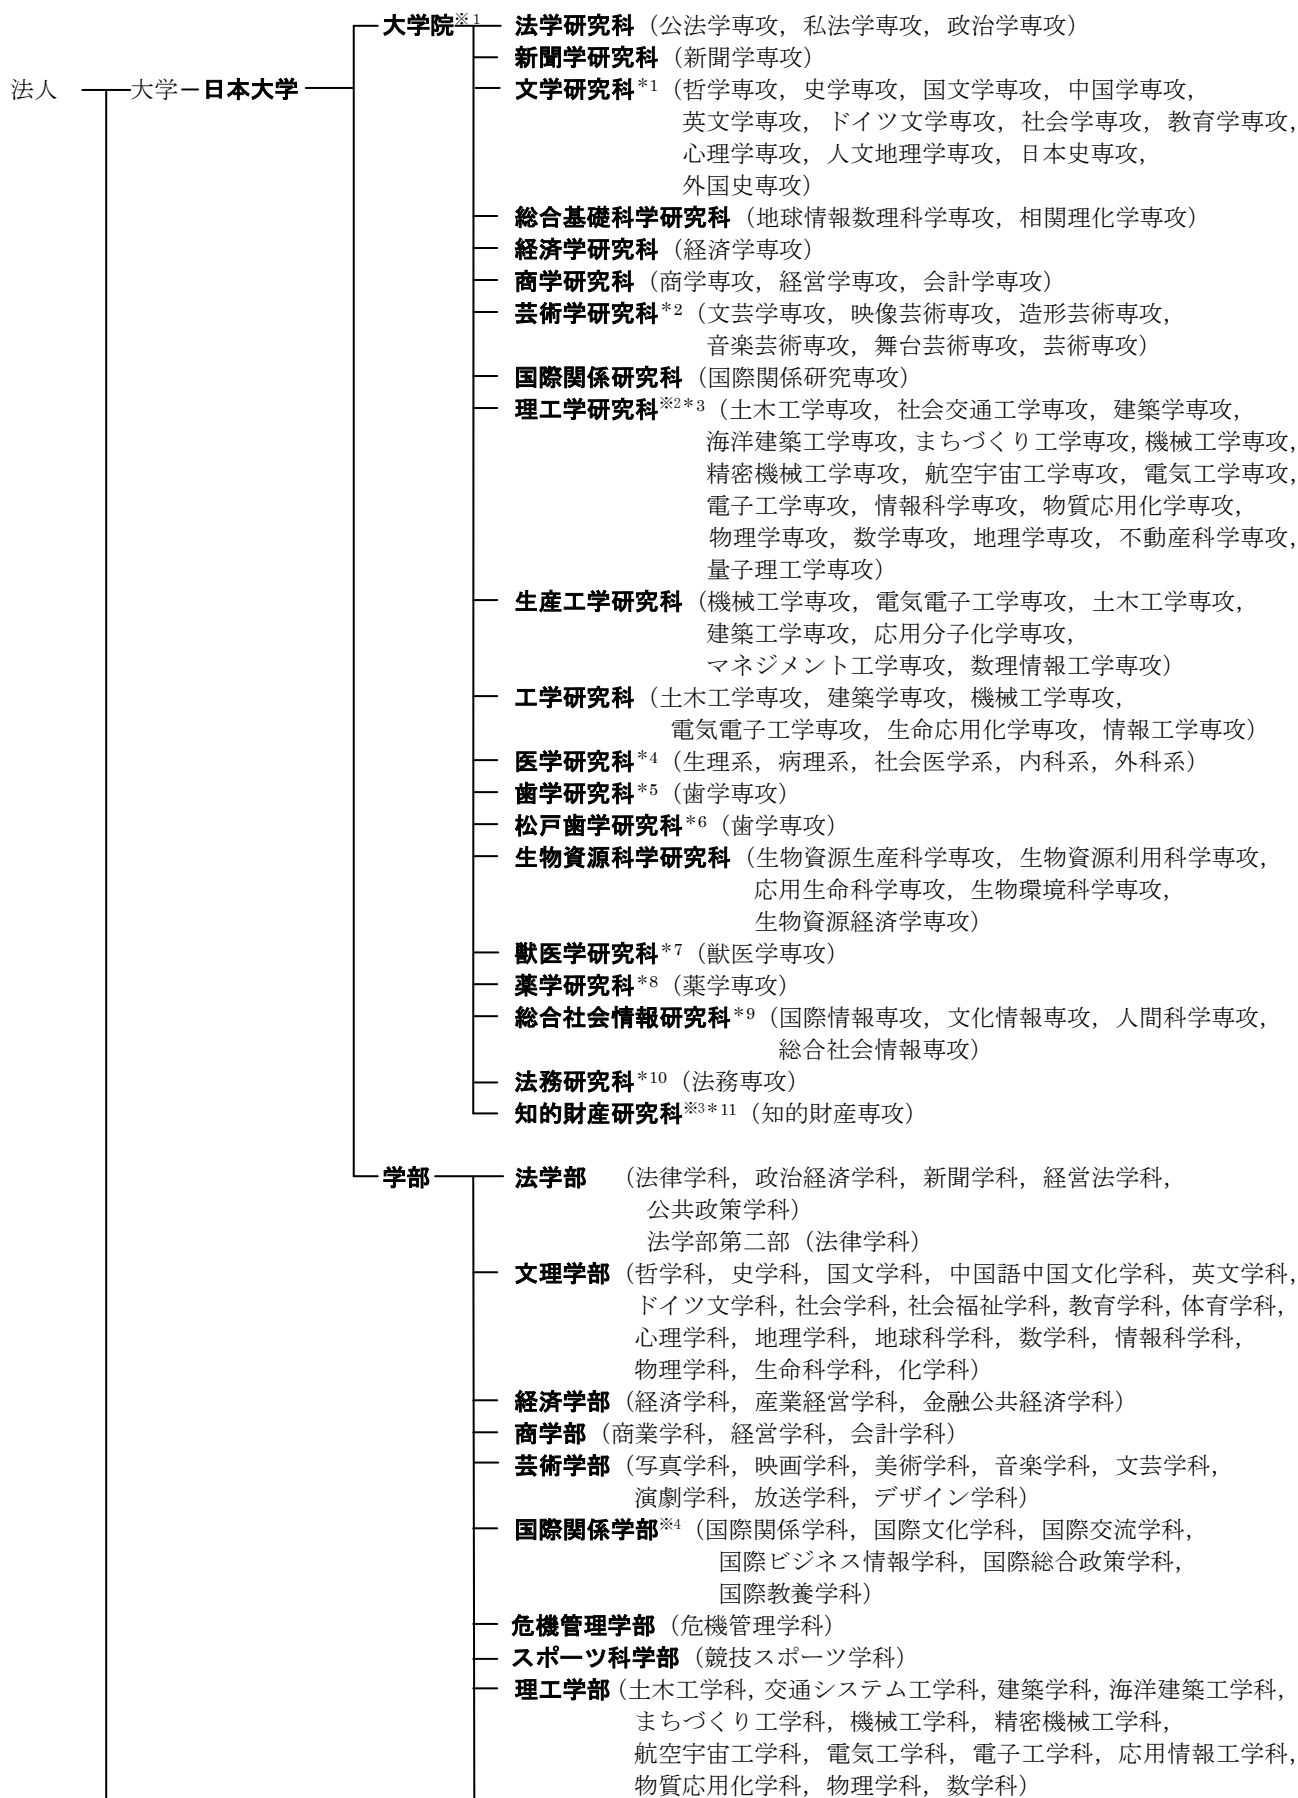 大学院※1 法学研究科（公法学専攻，私法学専攻，政治学専攻）
新聞学研究科（新聞学専攻）
法人 大学 日本大学 文学研究科*1（哲学専攻，史学専攻，国文学専攻，中国学専攻，
英文学専攻，ドイツ文学専攻，社会学専攻，教育学専攻，
心理学専攻，人文地理学専攻，日本史専攻，
外国史専攻）
総合基礎科学研究科（地球情報数理科学専攻，相関理化学専攻）
経済学研究科（経済学専攻）
商学研究科（商学専攻，経営学専攻，会計学専攻）
芸術学研究科*2（文芸学専攻，映像芸術専攻，造形芸術専攻，
音楽芸術専攻，舞台芸術専攻，芸術専攻）
国際関係研究科（国際関係研究専攻）
理工学研究科※2*3（土木工学専攻，社会交通工学専攻，建築学専攻，
海洋建築工学専攻，まちづくり工学専攻，機械工学専攻，
精密機械工学専攻，航空宇宙工学専攻，電気工学専攻，
電子工学専攻，情報科学専攻，物質応用化学専攻，
物理学専攻，数学専攻，地理学専攻，不動産科学専攻，
量子理工学専攻）
生産工学研究科（機械工学専攻，電気電子工学専攻，土木工学専攻，
建築工学専攻，応用分子化学専攻，
マネジメント工学専攻，数理情報工学専攻）
工学研究科（土木工学専攻，建築学専攻，機械工学専攻，
電気電子工学専攻，生命応用化学専攻，情報工学専攻）
医学研究科*4（生理系，病理系，社会医学系，内科系，外科系）
歯学研究科*5（歯学専攻）
松戸歯学研究科*6（歯学専攻）
生物資源科学研究科（生物資源生産科学専攻，生物資源利用科学専攻，
応用生命科学専攻，生物環境科学専攻，
生物資源経済学専攻）
獣医学研究科*7（獣医学専攻）
薬学研究科*8（薬学専攻）
総合社会情報研究科*9（国際情報専攻，文化情報専攻，人間科学専攻，
総合社会情報専攻）
法務研究科*10（法務専攻）
知的財産研究科※3*11（知的財産専攻）
学部 法学部 （法律学科，政治経済学科，新聞学科，経営法学科，
公共政策学科）
法学部第二部（法律学科）
文理学部（哲学科，史学科，国文学科，中国語中国文化学科，英文学科，
ドイツ文学科，社会学科，社会福祉学科，教育学科，体育学科，
心理学科，地理学科，地球科学科，数学科，情報科学科，
物理学科，生命科学科，化学科）
経済学部（経済学科，産業経営学科，金融公共経済学科）
商学部（商業学科，経営学科，会計学科）
芸術学部（写真学科，映画学科，美術学科，音楽学科，文芸学科，
演劇学科，放送学科，デザイン学科）
国際関係学部※4（国際関係学科，国際文化学科，国際交流学科，
国際ビジネス情報学科，国際総合政策学科，
国際教養学科）
危機管理学部（危機管理学科）
スポーツ科学部（競技スポーツ学科）
理工学部（土木工学科，交通システム工学科，建築学科，海洋建築工学科，
まちづくり工学科，機械工学科，精密機械工学科，
航空宇宙工学科，電気工学科，電子工学科，応用情報工学科，
物質応用化学科，物理学科，数学科）